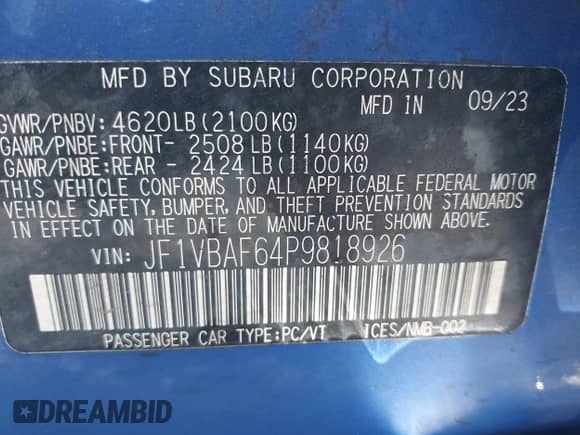 MFD BY SUBARU CORPORATION
MFD IN 09/23
GVWR/PNBV: 4620LB(2100KG)
GAWR/PNBE:FRONT- 2508LB(1140KG)
GAWR/PNBE:REAR - 2424LB(1100KG)
THIS VEHICLE CONFORMS TO ALL APPLICABLE FEDERAL MOTOR
VEHICLE SAFETY, BUMPER, AND THEFT PREVENTION STANDARDS
IN EFFECT ON THE DATE OF MANUFACTURE SHOWN ABOVE.
VIN: JF1VBAF64P9818926
PASSENGER CAR TYPE:PC/VT ICES/NMB-002
DREAMBID